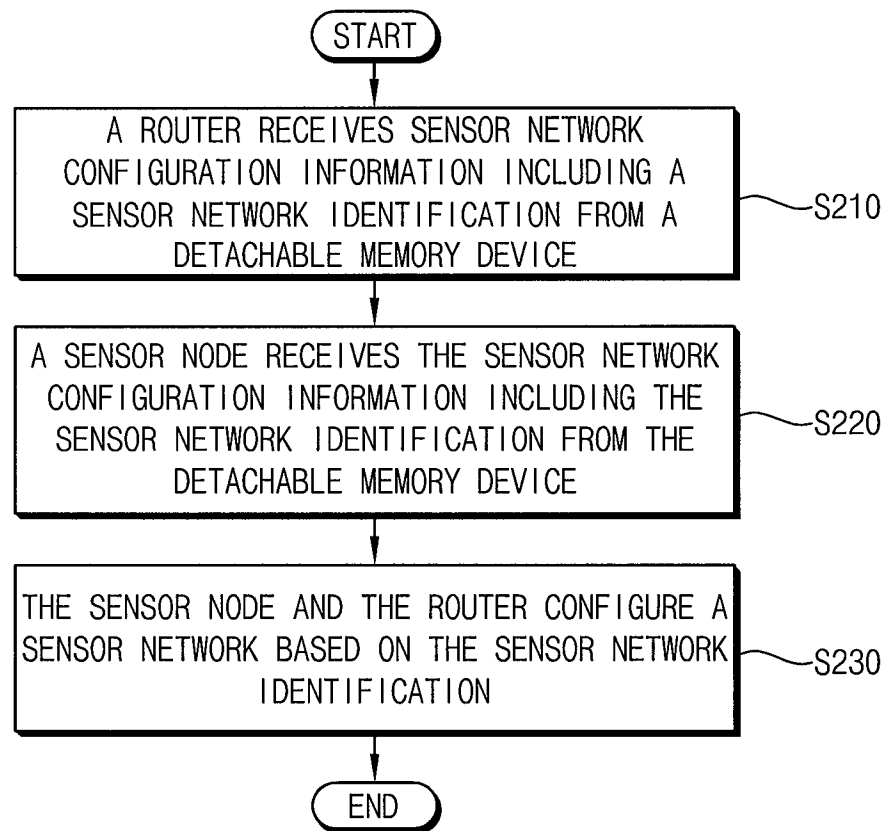 START
A ROUTER RECEIVES SENSOR NETWORK
CONFIGURATION INFORMATION INCLUDING A
SENSOR NETWORK IDENTIFICATION FROM A
DETACHABLE MEMORY DEVICE
S210
A SENSOR NODE RECEIVES THE SENSOR NETWORK
CONFIGURATION INFORMATION INCLUDING THE
SENSOR NETWORK IDENTIFICATION FROM THE
DETACHABLE MEMORY DEVICE
S220
THE SENSOR NODE AND THE ROUTER CONFIGURE A
SENSOR NETWORK BASED ON THE SENSOR NETWORK
IDENTIFICATION
S230
END